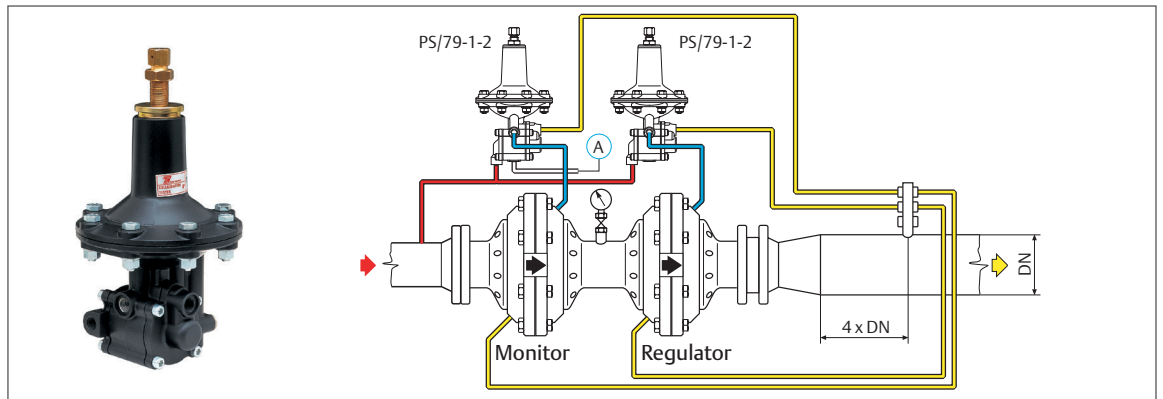 PS/79-1-2
PS/79-1-2
A
DN
4 x DN
Monitor
Regulator